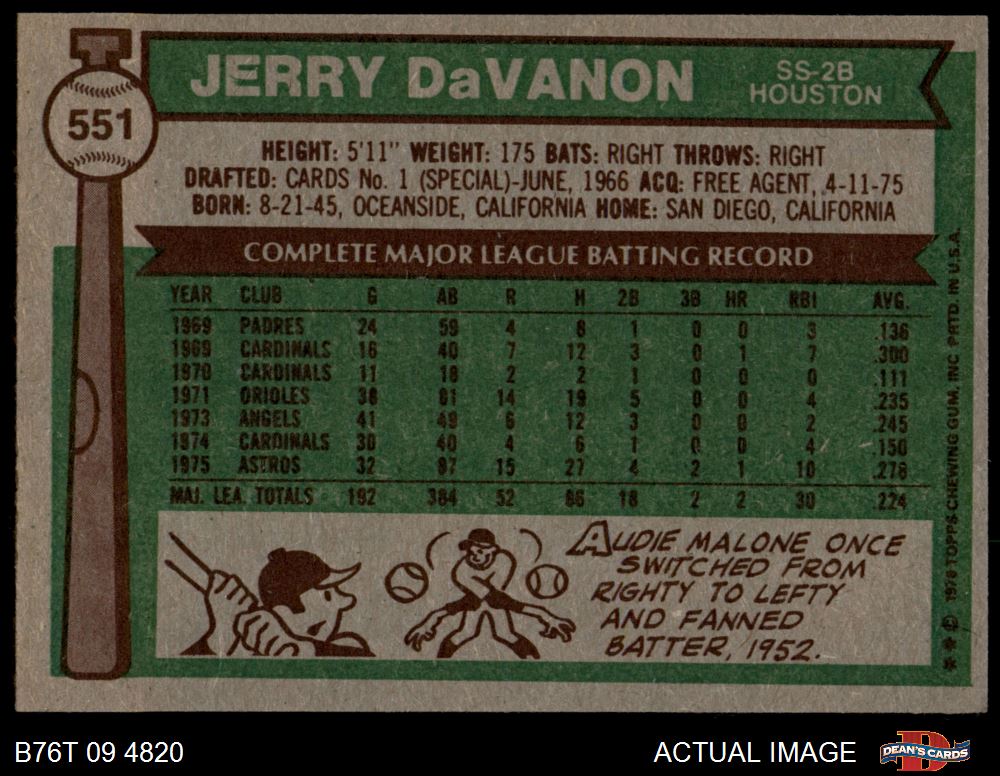 551
JERRY DaVANON
SS-2B
HOUSTON
HEIGHT: 5'11" WEIGHT: 175 BATS: RIGHT THROWS: RIGHT
DRAFTED: CARDS No. 1 (SPECIAL)-JUNE, 1966 ACQ: FREE AGENT, 4-11-75
BORN: 8-21-45, OCEANSIDE, CALIFORNIA HOME: SAN DIEGO, CALIFORNIA
COMPLETE MAJOR LEAGUE BATTING RECORD
YEAR CLUB G AB R H 2B 3B HR RBI AVG.
1969 PADRES 24 59 4 8 1 0 0 3 .136
1969 CARDINALS 16 40 7 12 3 0 1 7 .300
1970 CARDINALS 11 18 2 2 1 0 0 0 .111
1971 ORIOLES 38 81 14 19 5 0 0 4 .235
1973 ANGELS 41 49 6 12 3 0 0 2 .245
1974 CARDINALS 30 40 4 6 1 0 0 4 .150
1975 ASTROS 32 97 15 27 4 2 1 10 .278
MAJ. LEA. TOTALS 192 384 52 86 18 2 2 30 .224
AUDIE MALONE ONCE
SWITCHED FROM
RIGHTY TO LEFTY
AND FANNED
BATTER, 1952.
** © 1976 TOPPS CHEWING GUM, INC PRTD. IN U.S.A.
B76T 09 4820
ACTUAL IMAGE
D
DEAN'S CARDS